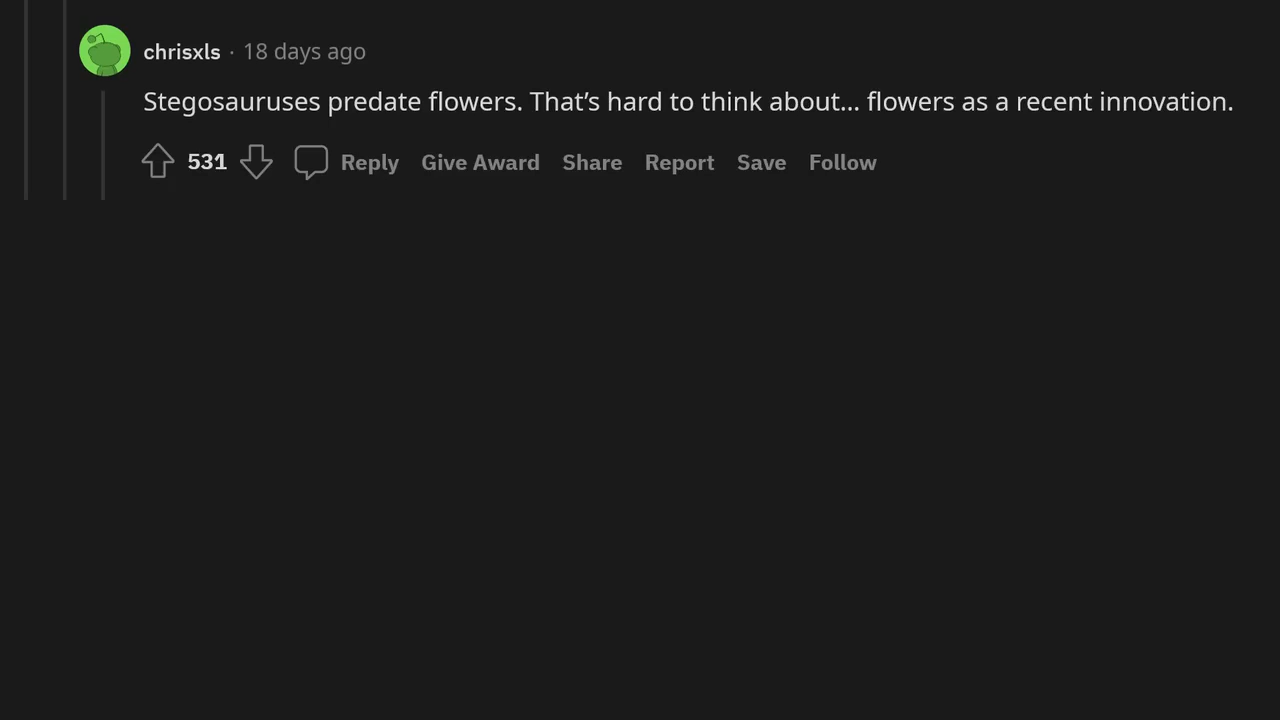 chrisxls · 18 days ago
Stegosauruses predate flowers. That’s hard to think about... flowers as a recent innovation.
531 Reply Give Award Share Report Save Follow